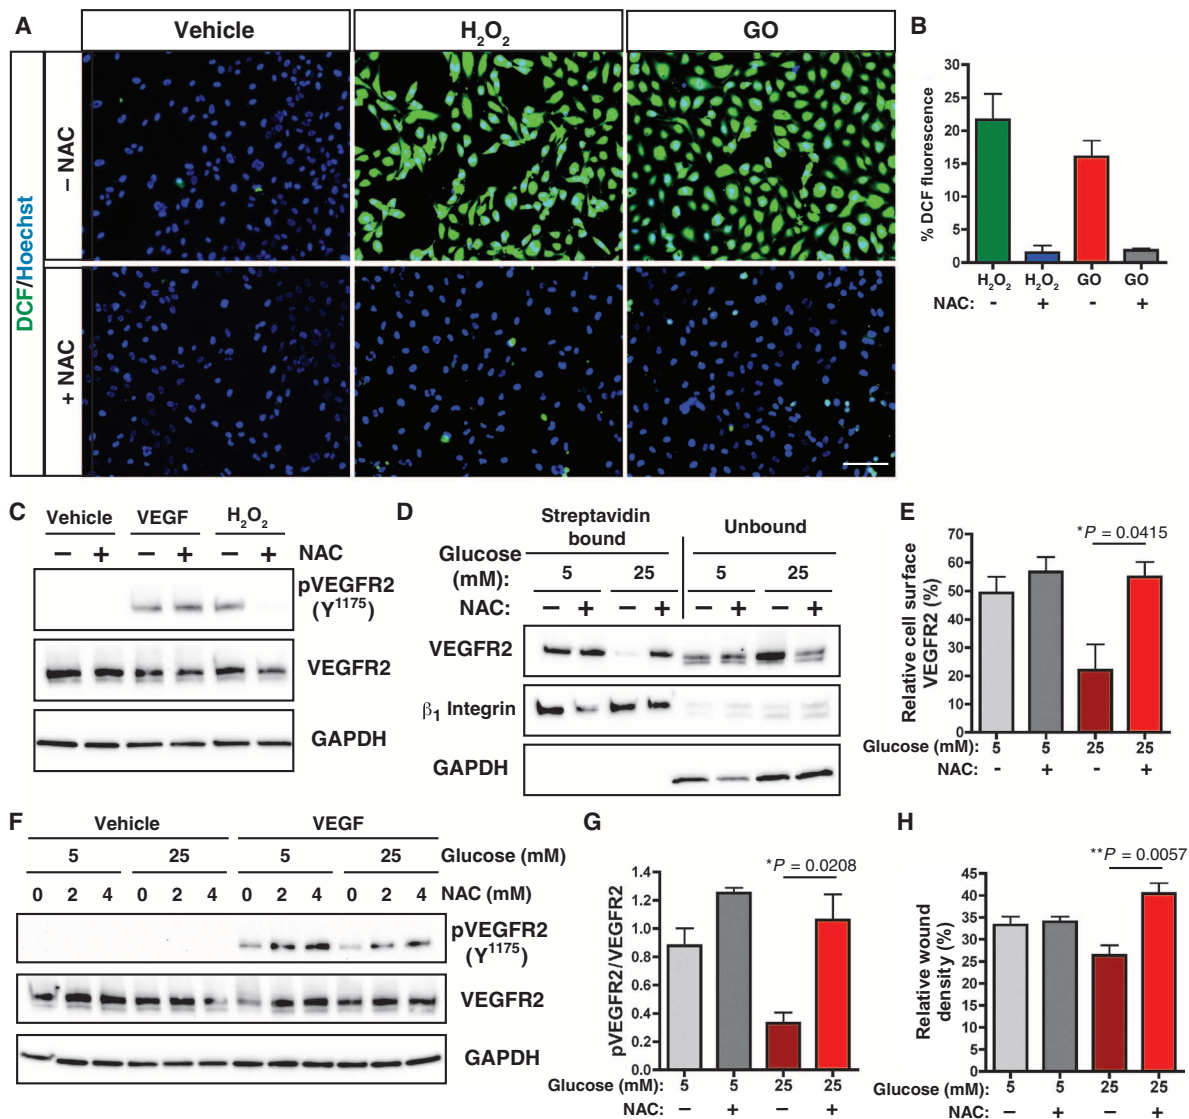 A
Vehicle
H2O2
GO
DCF/Hoechst
– NAC
+ NAC
B
% DCF fluorescence
30
25
20
15
10
5
0
H2O2 H2O2 GO GO
NAC: - + - +
C
Vehicle VEGF H2O2
– + – + – + NAC
pVEGFR2
(Y1175)
VEGFR2
GAPDH
D
Streptavidin
bound
Unbound
Glucose
(mM):
5 25 5 25
NAC: – + – + – + – +
VEGFR2
β1 Integrin
GAPDH
E
*P = 0.0415
Relative cell surface
VEGFR2 (%)
70
60
50
40
30
20
10
0
Glucose (mM): 5 5 25 25
NAC: - + - +
F
Vehicle VEGF
5 25 5 25 Glucose (mM)
0 2 4 0 2 4 0 2 4 0 2 4 NAC (mM)
pVEGFR2
(Y1175)
VEGFR2
GAPDH
G
*P = 0.0208
pVEGFR2/VEGFR2
1.4
1.2
1.0
0.8
0.6
0.4
0.2
0.0
Glucose (mM): 5 5 25 25
NAC: – + – +
H
**P = 0.0057
Relative wound
density (%)
45
40
35
30
25
20
15
10
5
0
Glucose (mM): 5 5 25 25
NAC: – + – +